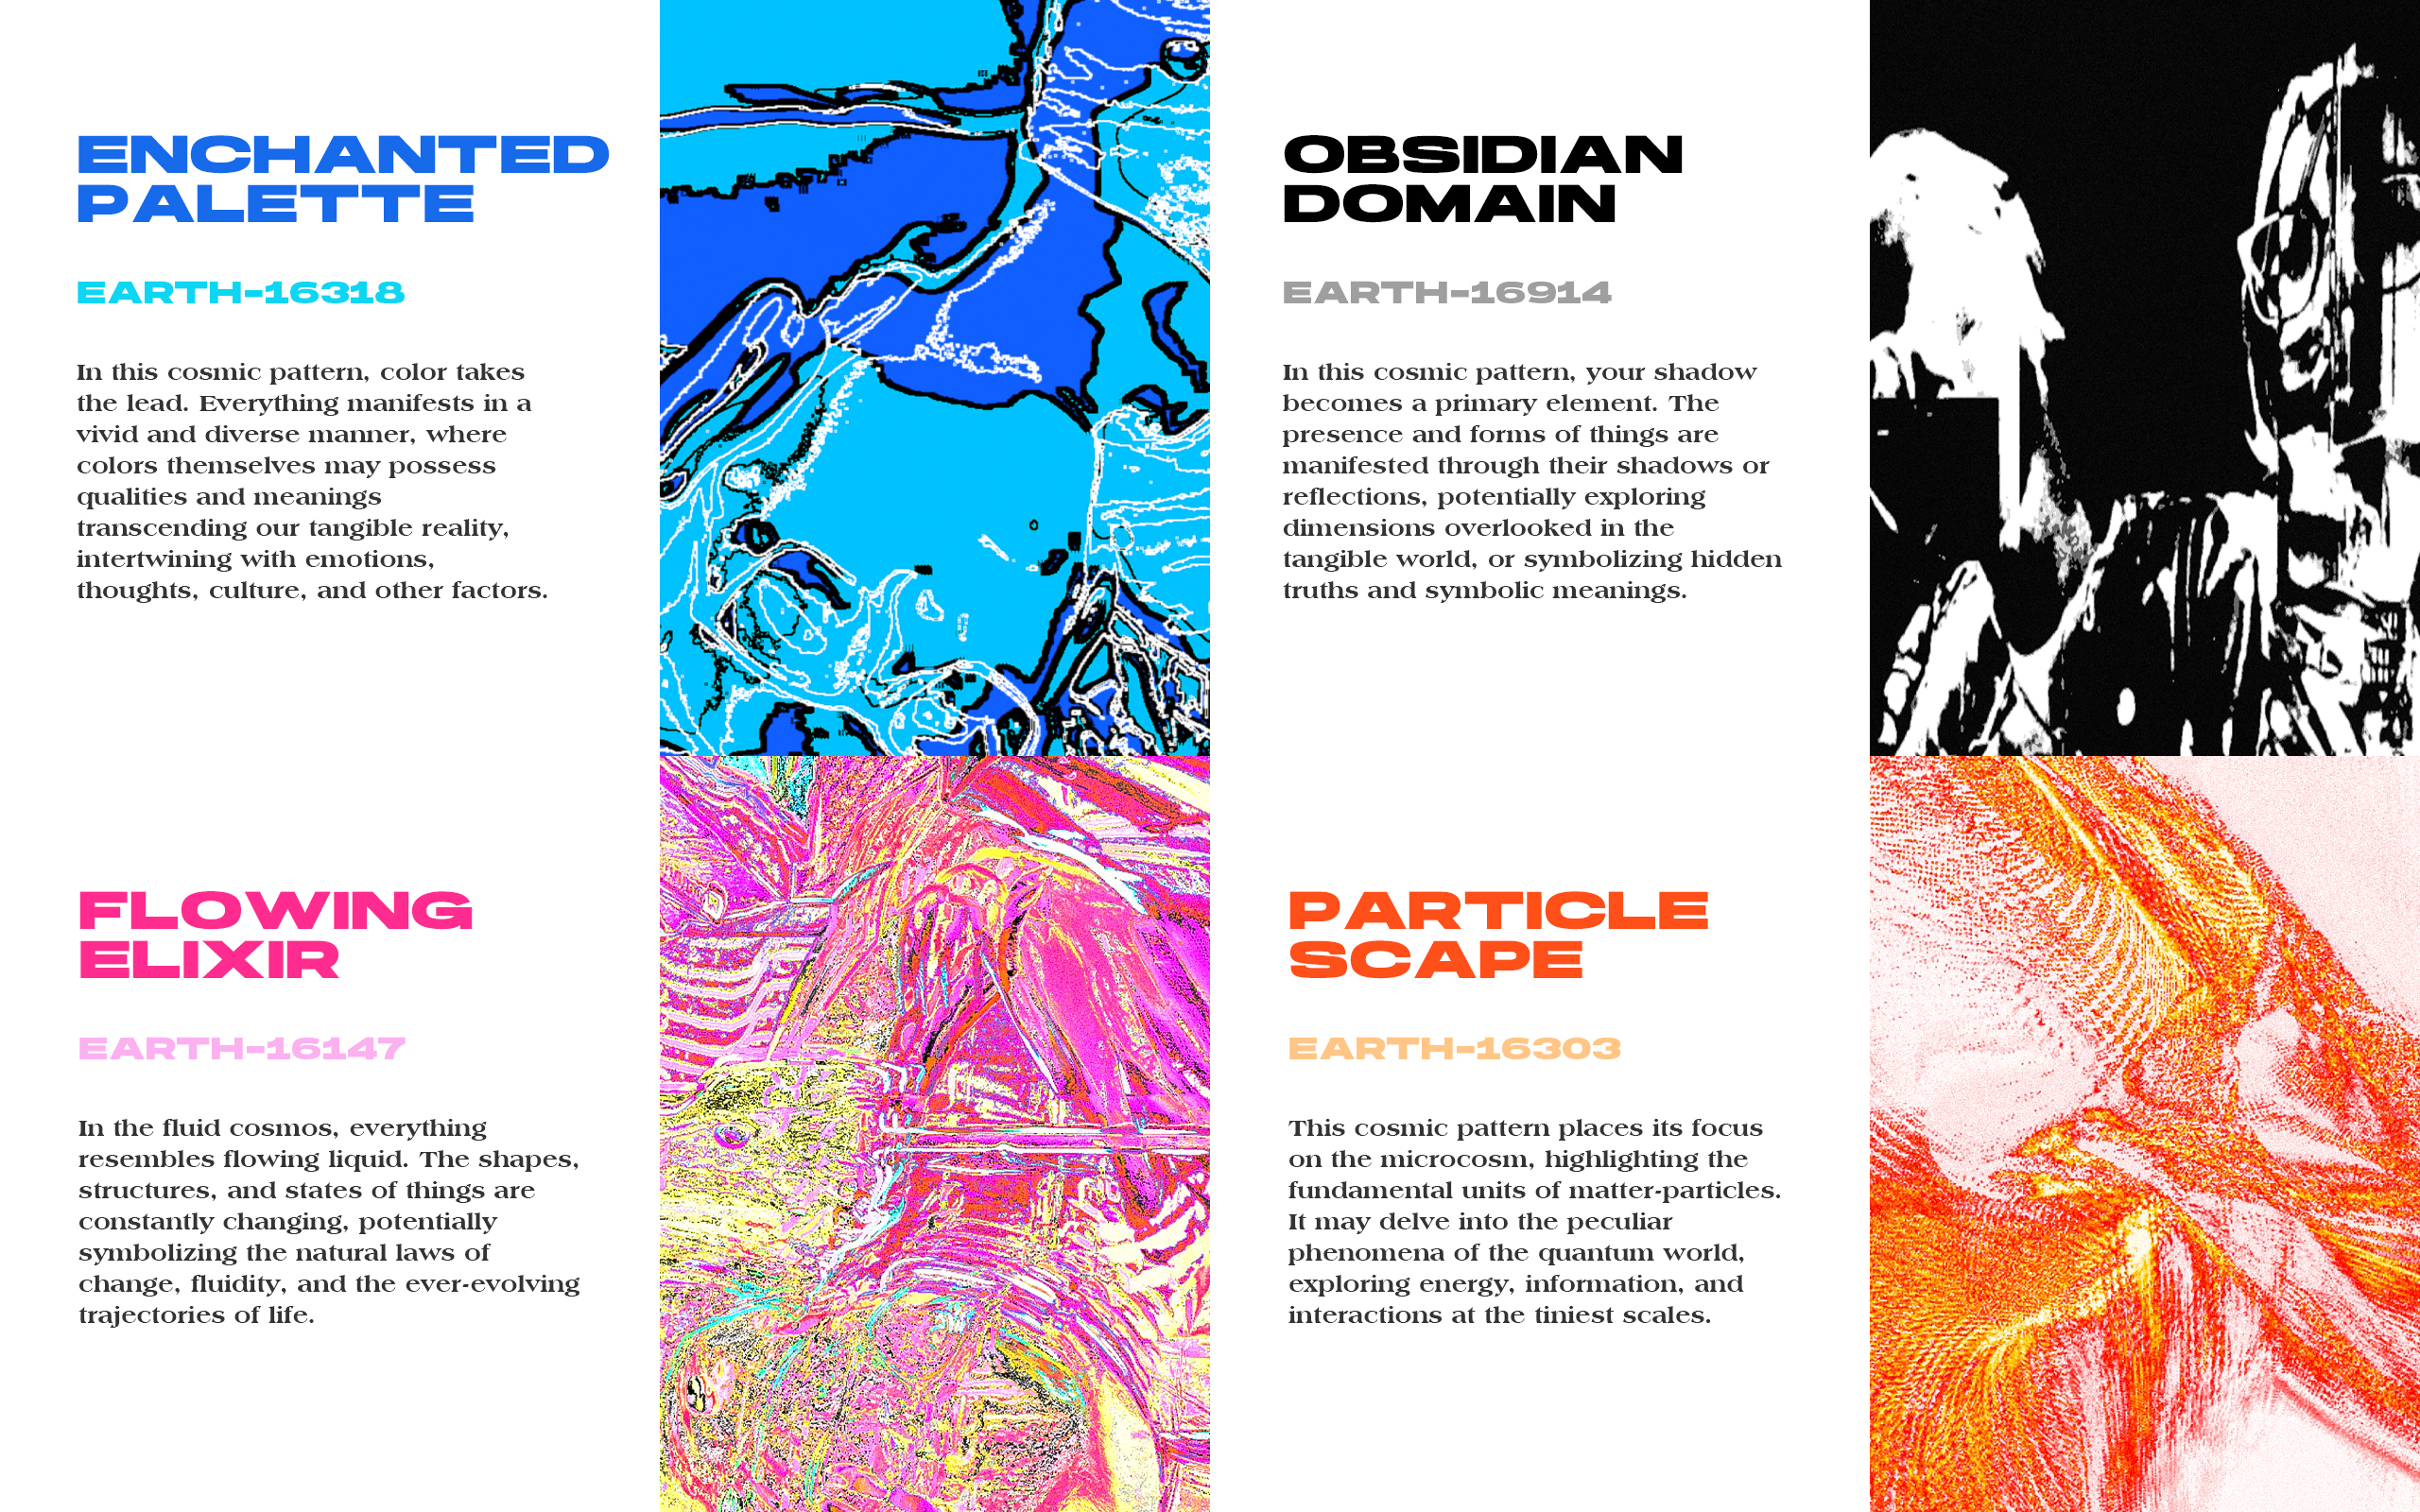 ENCHANTED
PALETTE
EARTH-16318
In this cosmic pattern, color takes
the lead. Everything manifests in a
vivid and diverse manner, where
colors themselves may possess
qualities and meanings
transcending our tangible reality,
intertwining with emotions,
thoughts, culture, and other factors.
OBSIDIAN
DOMAIN
EARTH-16914
In this cosmic pattern, your shadow
becomes a primary element. The
presence and forms of things are
manifested through their shadows or
reflections, potentially exploring
dimensions overlooked in the
tangible world, or symbolizing hidden
truths and symbolic meanings.
FLOWING
ELIXIR
EARTH-16147
In the fluid cosmos, everything
resembles flowing liquid. The shapes,
structures, and states of things are
constantly changing, potentially
symbolizing the natural laws of
change, fluidity, and the ever-evolving
trajectories of life.
PARTICLE
SCAPE
EARTH-16303
This cosmic pattern places its focus
on the microcosm, highlighting the
fundamental units of matter-particles.
It may delve into the peculiar
phenomena of the quantum world,
exploring energy, information, and
interactions at the tiniest scales.